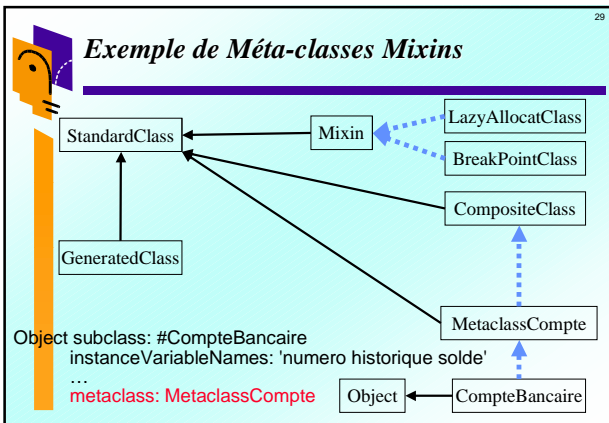 29
Exemple de Méta-classes Mixins
LazyAllocatClass
StandardClass
Mixin
BreakPointClass
CompositeClass
GeneratedClass
MetaclassCompte
Object subclass: #CompteBancaire
instanceVariableNames: 'numero historique solde'
…
metaclass: MetaclassCompte
Object
CompteBancaire